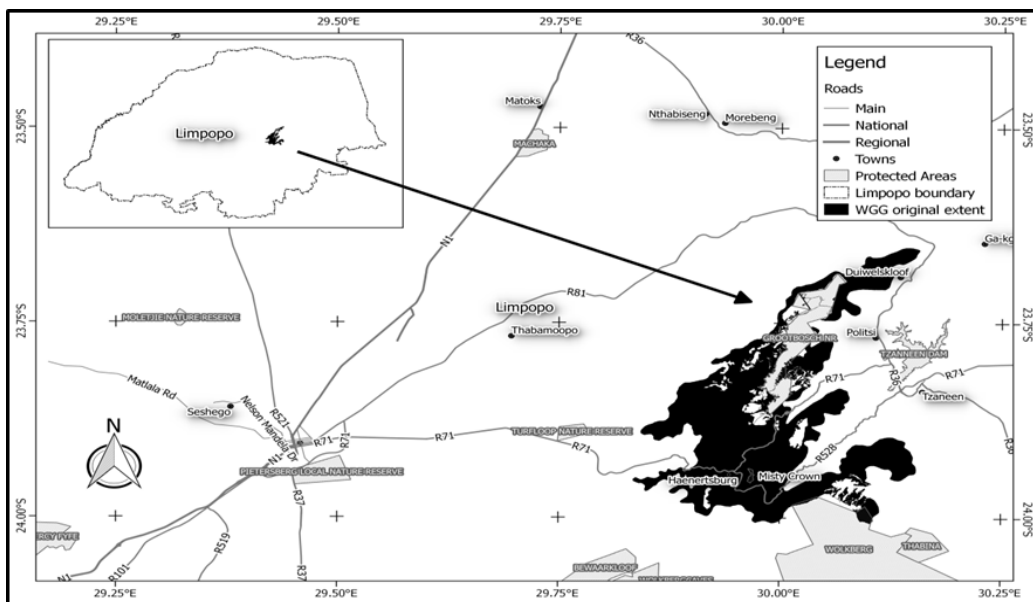 29.25°E
29.50°E
29.75°E
30.00°E
30.25°E
Limpopo
R36
Matoks
Nthabiseng
Morebeng
Legend
Roads
Main
National
Regional
Towns
Protected Areas
Limpopo boundary
WGG original extent
23.50°S
23.50°S
MACHAKA
N1
Duiwelskloof
R81
Limpopo
Thabamoopo
MOLETJIE NATURE RESERVE
23.75°S
23.75°S
GROOTBOSCH NR
Politsi
TZANNEEN DAM
R71
R71
R36
Tzaneen
Matlala Rd
Seshego
Nelson Mandela Dr
R521
R71
R71
R71
TURFLOOP NATURE RESERVE
R71
R528
N
N1
PIETERSBERG LOCAL NATURE RESERVE
R37
Haenertsburg
Misty Crown
24.00°S
24.00°S
WOLKBERG
THABINA
R519
R101
N1
R37
BEWAARKLOOF
29.25°E
29.50°E
29.75°E
30.00°E
30.25°E